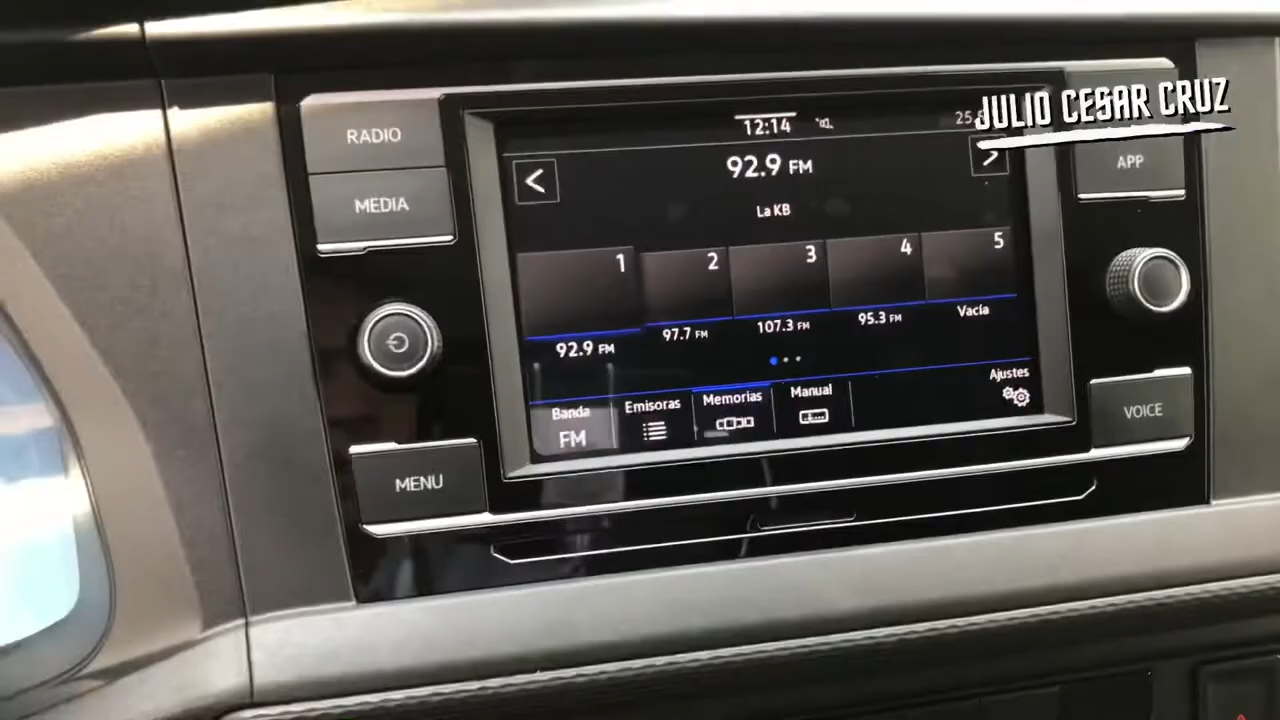 JULIO CESAR CRUZ
RADIO
MEDIA
MENU
12:14
25
92.9 FM
La KB
1
2
3
4
5
92.9 FM
97.7 FM
107.3 FM
95.3 FM
Vacía
Banda
FM
Emisoras
Memorias
Manual
Ajustes
APP
VOICE